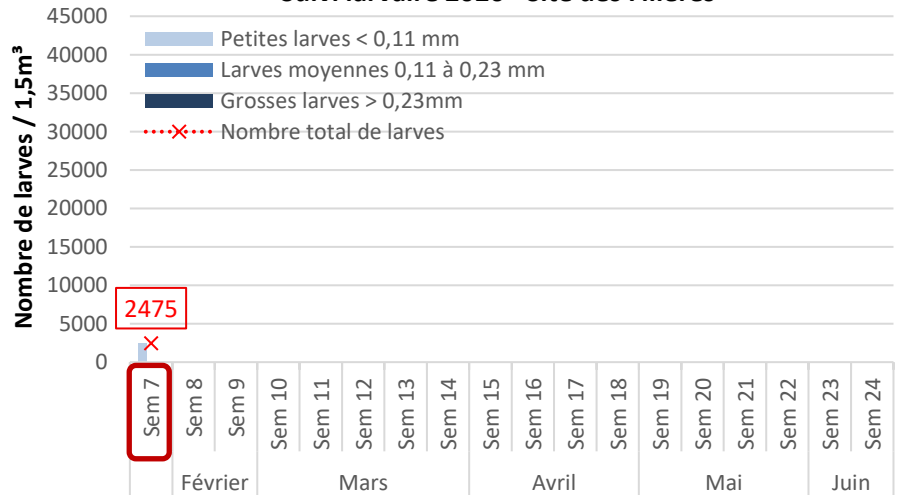 Nombre de larves / 1,5m³
45000
40000
35000
30000
25000
20000
15000
10000
5000
0
Petites larves < 0,11 mm
Larves moyennes 0,11 à 0,23 mm
Grosses larves > 0,23mm
Nombre total de larves
2475
Sem 7
Sem 8
Sem 9
Sem 10
Sem 11
Sem 12
Sem 13
Sem 14
Sem 15
Sem 16
Sem 17
Sem 18
Sem 19
Sem 20
Sem 21
Sem 22
Sem 23
Sem 24
Février
Mars
Avril
Mai
Juin